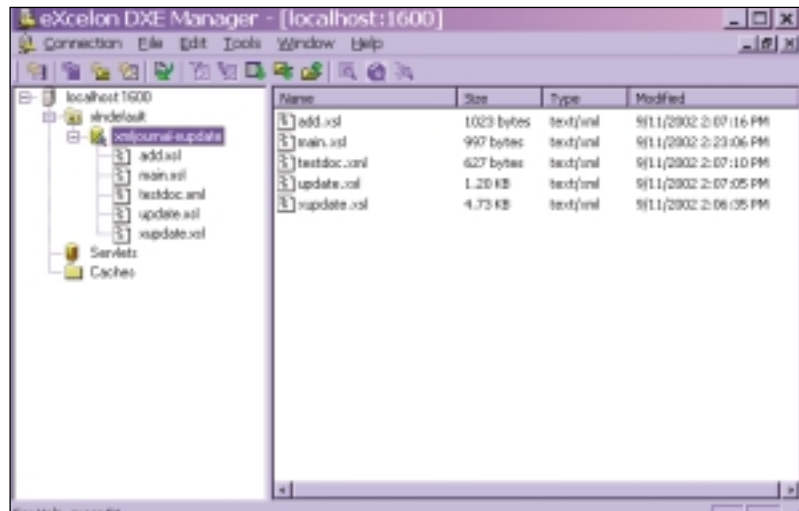 eXcelon DXE Manager - [localhost:1600]
Connection File Edit Tools Window Help
localhost:1600
xlndefault
xmljournal-xupdate
add.xsl
main.xsl
testdoc.xml
update.xsl
xupdate.xsl
Servlets
Caches
Name Size Type Modified
add.xsl 1023 bytes text/xml 9/11/2002 2:07:16 PM
main.xsl 997 bytes text/xml 9/11/2002 2:23:06 PM
testdoc.xml 627 bytes text/xml 9/11/2002 2:07:10 PM
update.xsl 1.20 KB text/xml 9/11/2002 2:07:05 PM
xupdate.xsl 4.73 KB text/xml 9/11/2002 2:06:35 PM